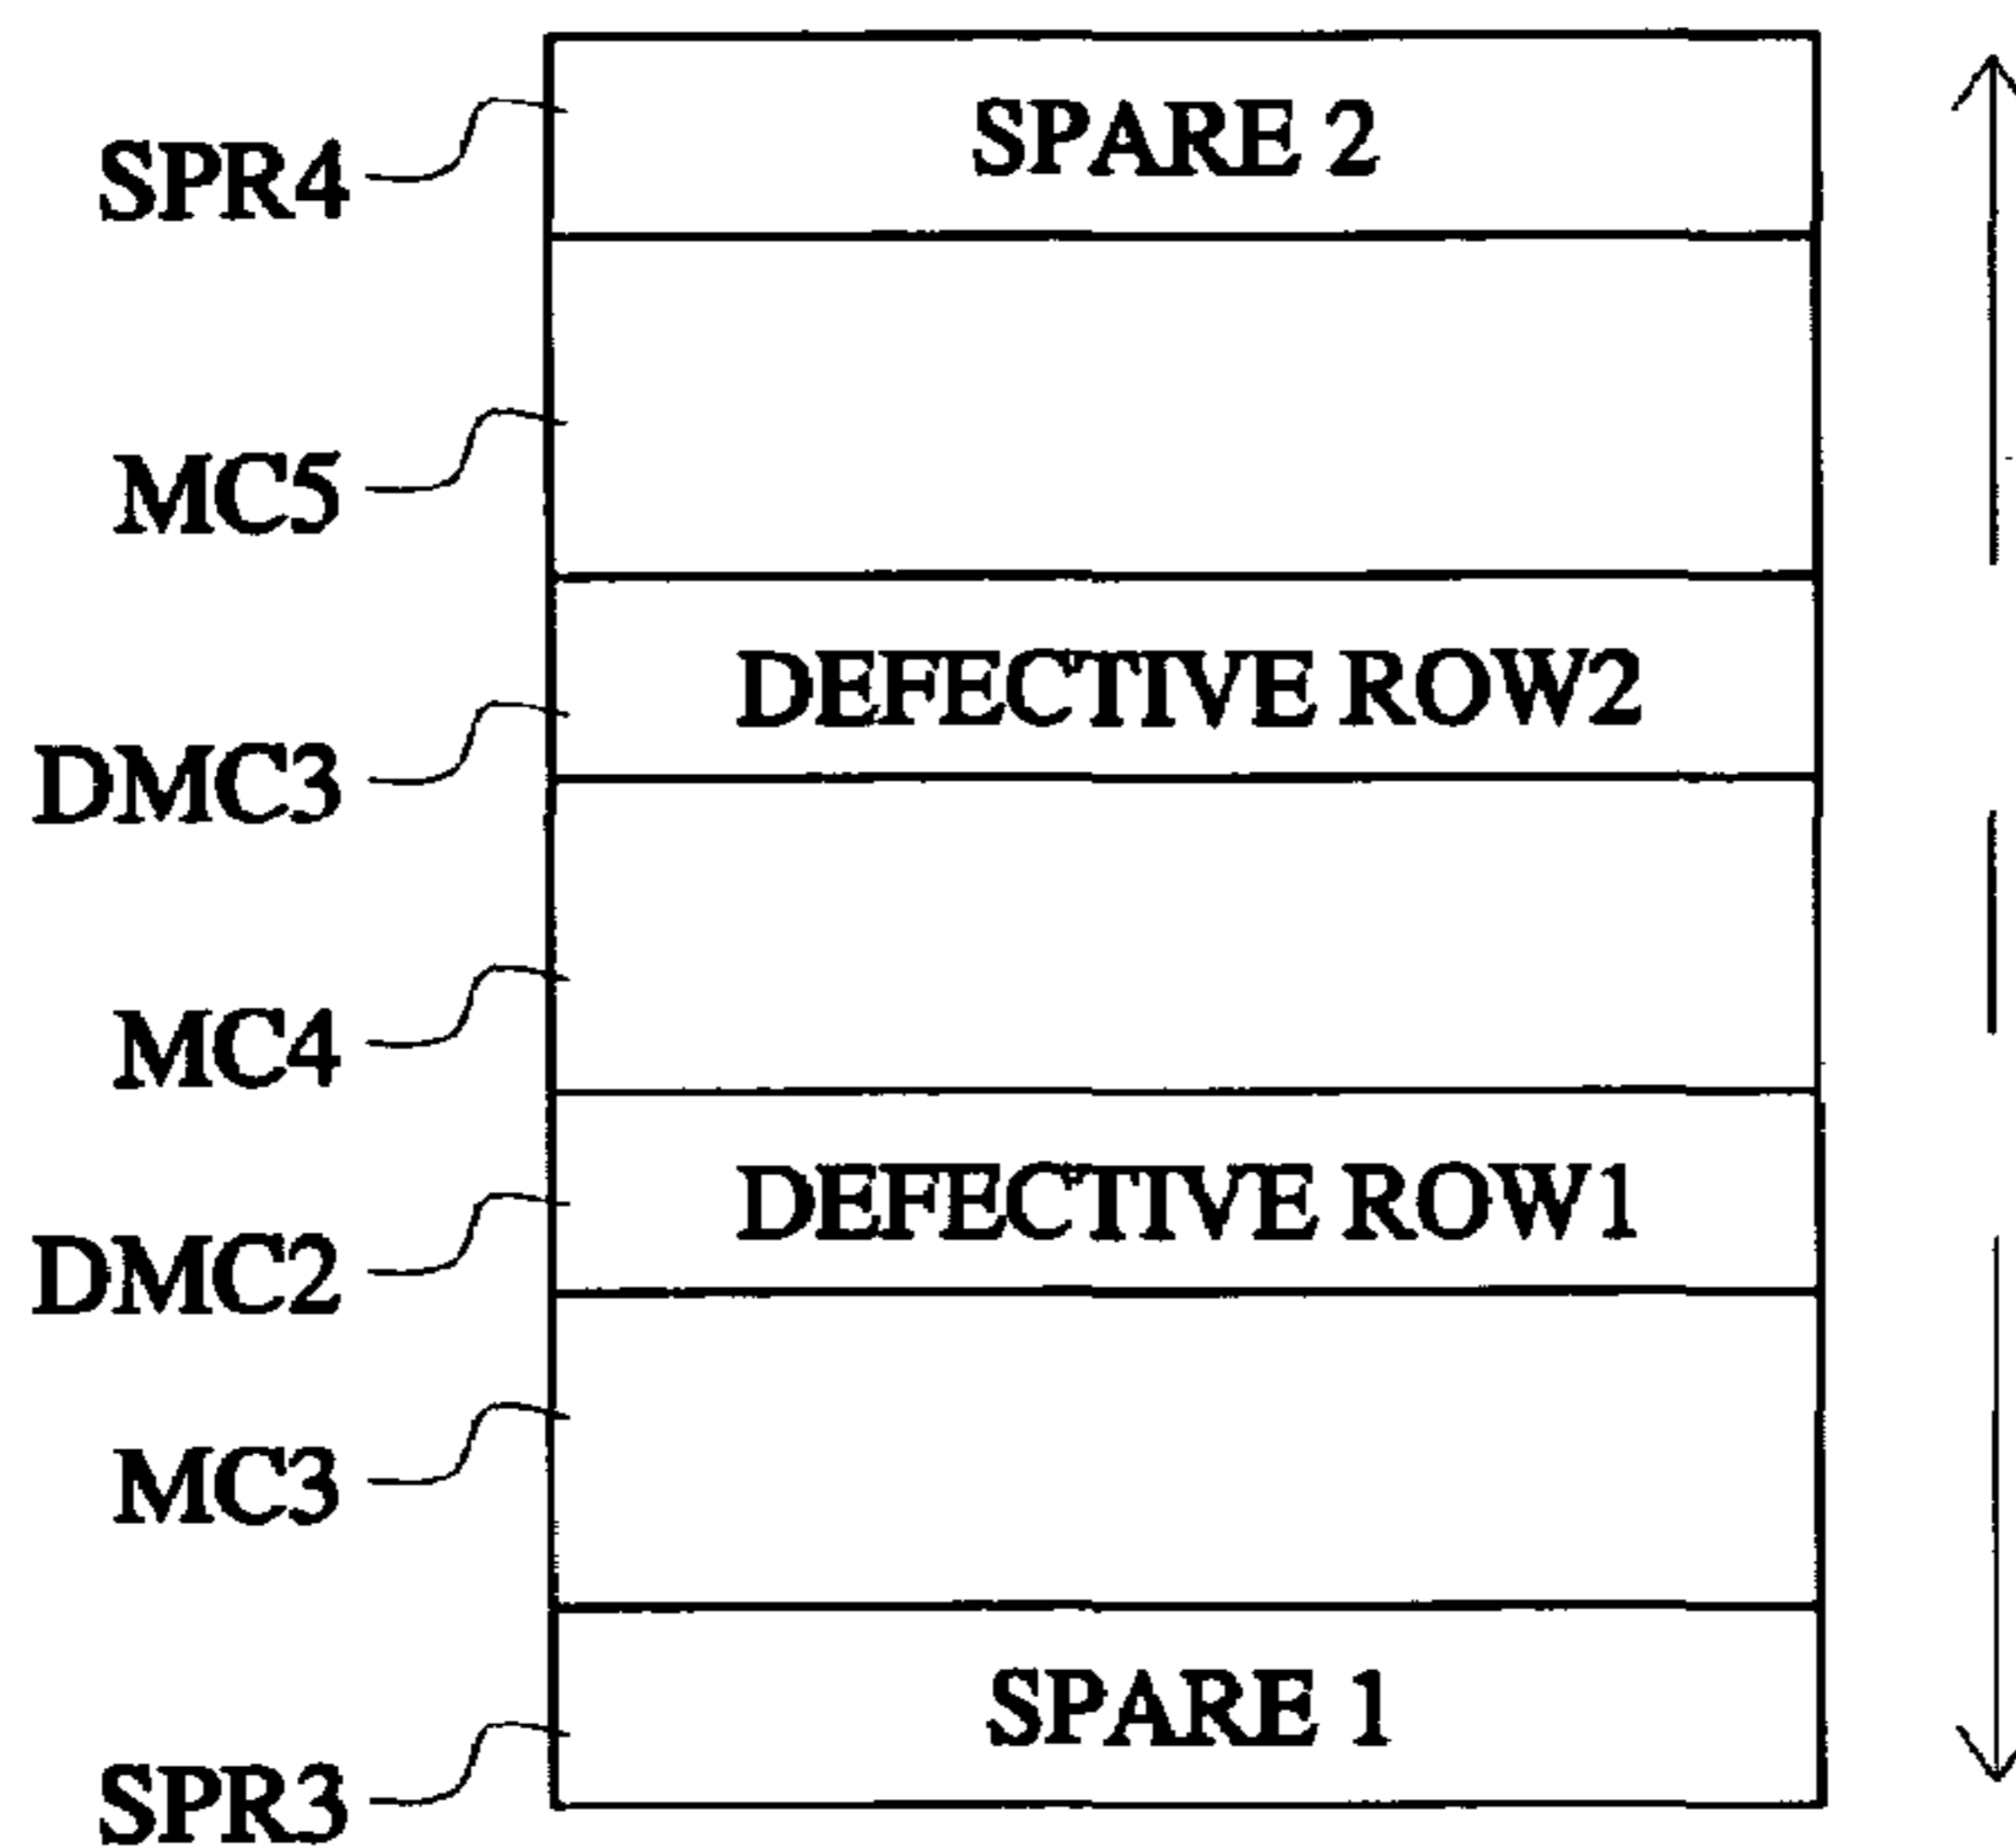 SPARE 2
SPR4
MC5
DEFECTIVE ROW2
DMC3
MC4
DEFECTIVE ROW1
DMC2
MC3
SPARE 1
SPR3